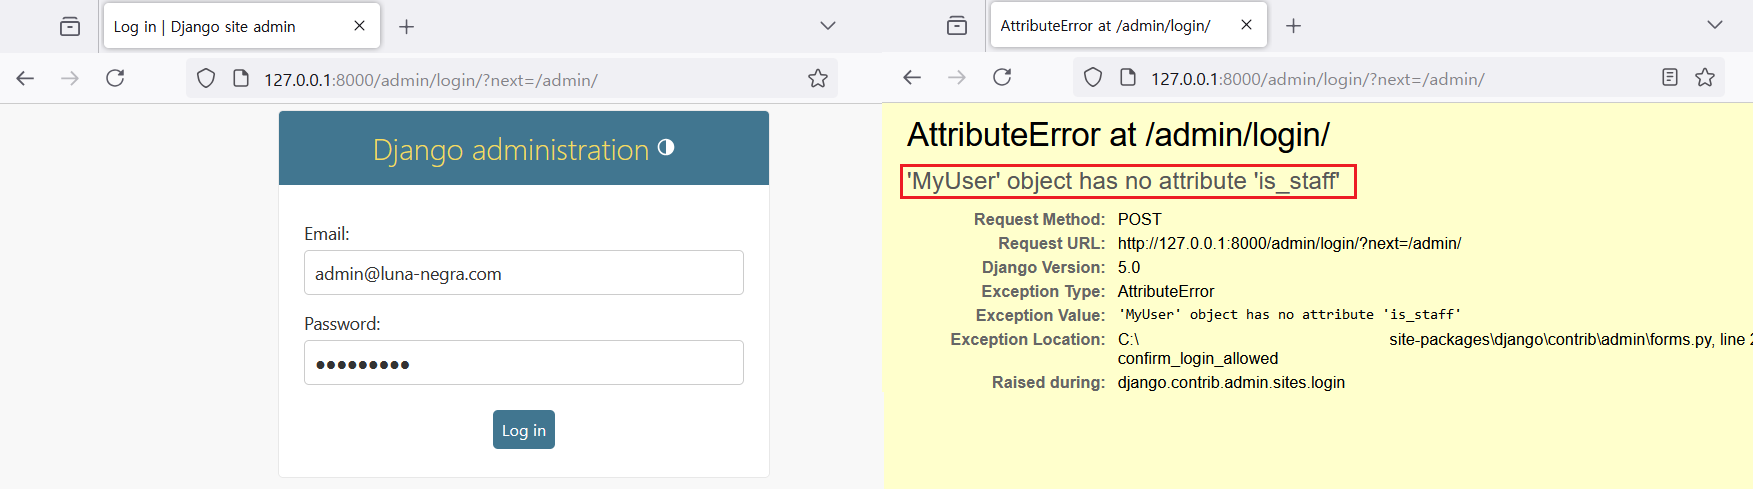 Log in | Django site admin
127.0.0.1:8000/admin/login/?next=/admin/
Django administration
Email:
admin@luna-negra.com
Password:
Log in
AttributeError at /admin/login/
127.0.0.1:8000/admin/login/?next=/admin/
AttributeError at /admin/login/
'MyUser' object has no attribute 'is_staff'
Request Method: POST
Request URL: http://127.0.0.1:8000/admin/login/?next=/admin/
Django Version: 5.0
Exception Type: AttributeError
Exception Value: 'MyUser' object has no attribute 'is_staff'
Exception Location: C:\ site-packages\django\contrib\admin\forms.py, line
confirm_login_allowed
Raised during: django.contrib.admin.sites.login